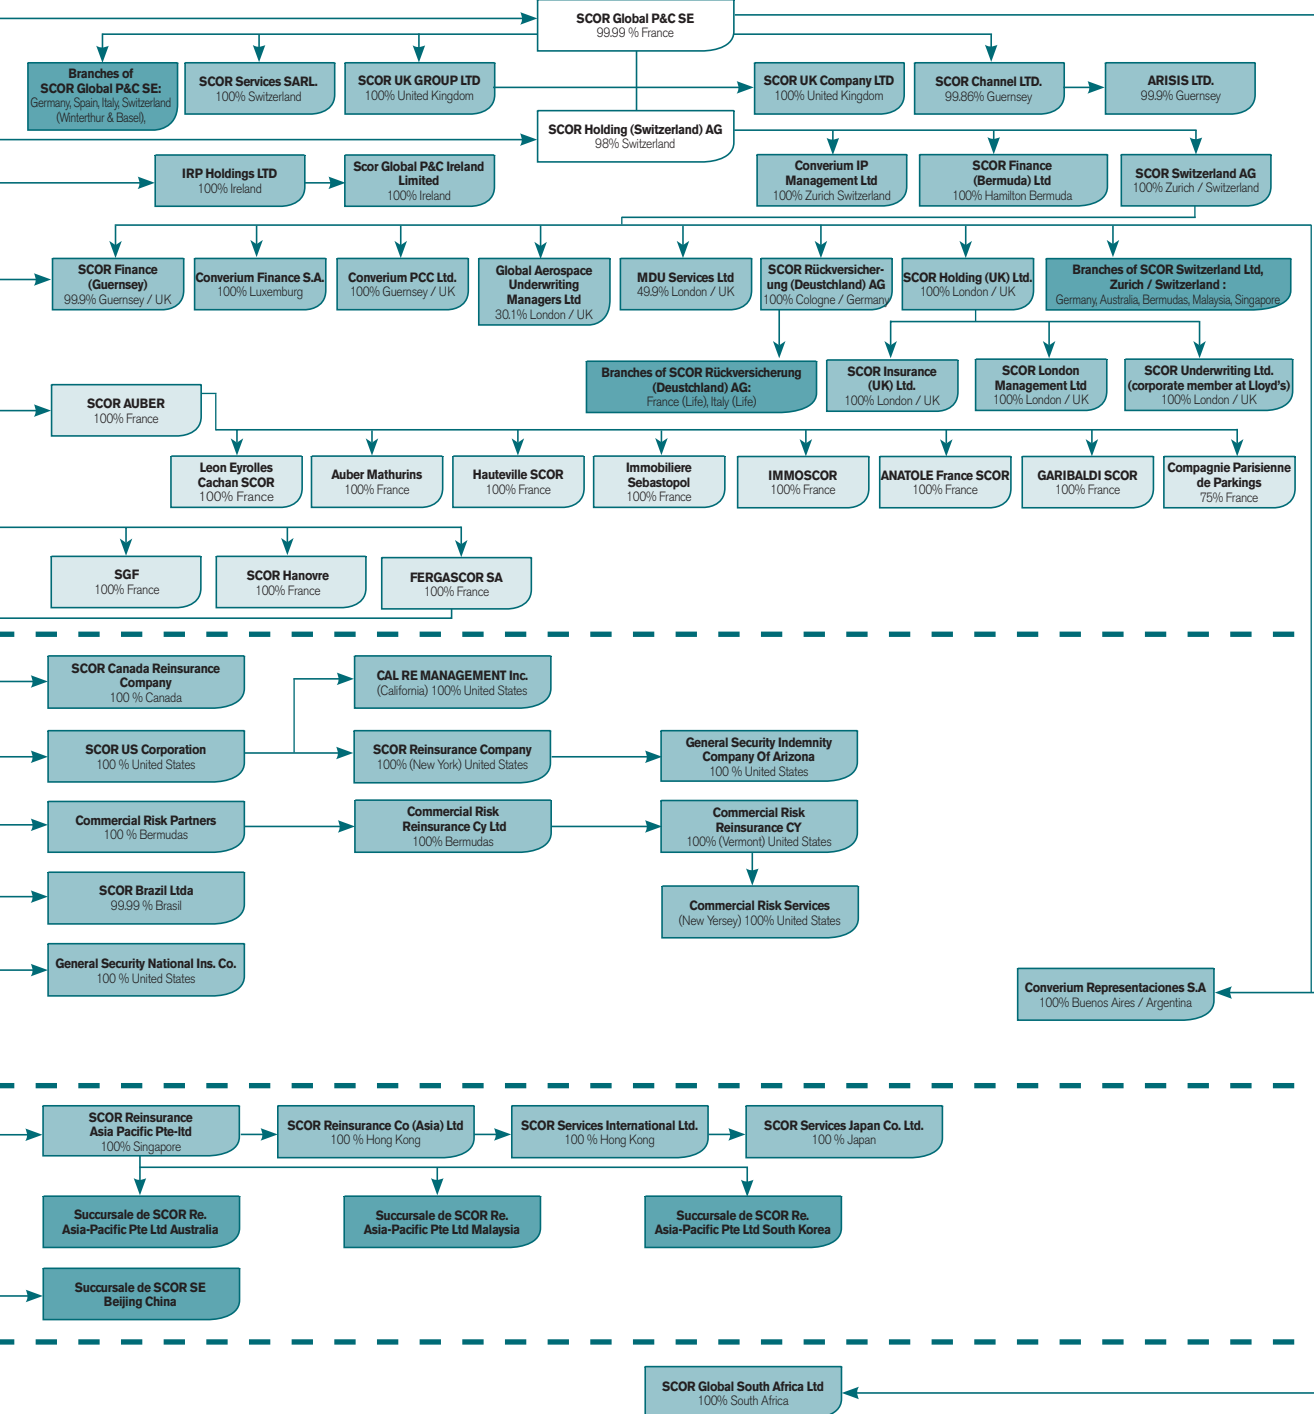 SCOR Global P&C SE
99.99 % France
Branches of
SCOR Global P&C SE:
Germany, Spain, Italy, Switzerland
(Winterthur & Basel),
SCOR Services SARL.
100% Switzerland
SCOR UK GROUP LTD
100% United Kingdom
SCOR UK Company LTD
100% United Kingdom
SCOR Channel LTD.
99.86% Guernsey
ARISIS LTD.
99.9% Guernsey
SCOR Holding (Switzerland) AG
98% Switzerland
IRP Holdings LTD
100% Ireland
Scor Global P&C Ireland
Limited
100% Ireland
Converium IP
Management Ltd
100% Zurich Switzerland
SCOR Finance
(Bermuda) Ltd
100% Hamilton Bermuda
SCOR Switzerland AG
100% Zurich / Switzerland
SCOR Finance
(Guernsey)
99.9% Guernsey / UK
Converium Finance S.A.
100% Luxemburg
Converium PCC Ltd.
100% Guernsey / UK
Global Aerospace
Underwriting
Managers Ltd
30.1% London / UK
MDU Services Ltd
49.9% London / UK
SCOR Rückversicher-
ung (Deustchland) AG
100% Cologne / Germany
SCOR Holding (UK) Ltd.
100% London / UK
Branches of SCOR Switzerland Ltd,
Zurich / Switzerland :
Germany, Australia, Bermudas, Malaysia, Singapore
Branches of SCOR Rückversicherung
(Deustchland) AG:
France (Life), Italy (Life)
SCOR Insurance
(UK) Ltd.
100% London / UK
SCOR London
Management Ltd
100% London / UK
SCOR Underwriting Ltd.
(corporate member at Lloyd's)
100% London / UK
SCOR AUBER
100% France
Leon Eyrolles
Cachan SCOR
100% France
Auber Mathurins
100% France
Hauteville SCOR
100% France
Immobiliere
Sebastopol
100% France
IMMOSCOR
100% France
ANATOLE France SCOR
100% France
GARIBALDI SCOR
100% France
Compagnie Parisienne
de Parkings
75% France
SGF
100% France
SCOR Hanovre
100% France
FERGASCOR SA
100% France
SCOR Canada Reinsurance
Company
100 % Canada
CAL RE MANAGEMENT Inc.
(California) 100% United States
SCOR US Corporation
100 % United States
SCOR Reinsurance Company
100% (New York) United States
General Security Indemnity
Company Of Arizona
100 % United States
Commercial Risk Partners
100 % Bermudas
Commercial Risk
Reinsurance Cy Ltd
100% Bermudas
Commercial Risk
Reinsurance CY
100% (Vermont) United States
SCOR Brazil Ltda
99.99 % Brasil
Commercial Risk Services
(New Yersey) 100% United States
General Security National Ins. Co.
100 % United States
Converium Representaciones S.A
100% Buenos Aires / Argentina
SCOR Reinsurance
Asia Pacific Pte-ltd
100% Singapore
SCOR Reinsurance Co (Asia) Ltd
100 % Hong Kong
SCOR Services International Ltd.
100 % Hong Kong
SCOR Services Japan Co. Ltd.
100 % Japan
Succursale de SCOR Re.
Asia-Pacific Pte Ltd Australia
Succursale de SCOR Re.
Asia-Pacific Pte Ltd Malaysia
Succursale de SCOR Re.
Asia-Pacific Pte Ltd South Korea
Succursale de SCOR SE
Beijing China
SCOR Global South Africa Ltd
100% South Africa